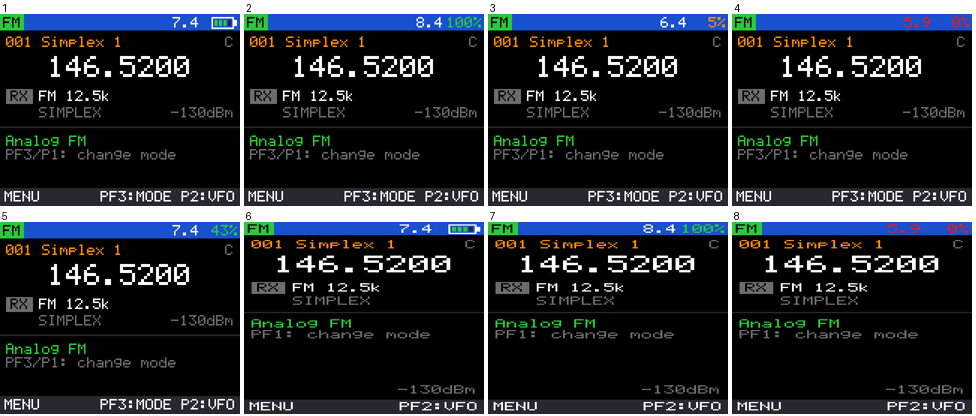 1
FM 7.4
001 Simplex 1 C
146.5200
RX FM 12.5k
SIMPLEX -130dBm
Analog FM
PF3/P1: change mode
MENU PF3:MODE P2:VFO
2
FM 8.4 100%
001 Simplex 1 C
146.5200
RX FM 12.5k
SIMPLEX -130dBm
Analog FM
PF3/P1: change mode
MENU PF3:MODE P2:VFO
3
FM 6.4 5%
001 Simplex 1 C
146.5200
RX FM 12.5k
SIMPLEX -130dBm
Analog FM
PF3/P1: change mode
MENU PF3:MODE P2:VFO
4
FM 5.9 0%
001 Simplex 1 C
146.5200
RX FM 12.5k
SIMPLEX -130dBm
Analog FM
PF3/P1: change mode
MENU PF3:MODE P2:VFO
5
FM 7.4 43%
001 Simplex 1 C
146.5200
RX FM 12.5k
SIMPLEX -130dBm
Analog FM
PF3/P1: change mode
MENU PF3:MODE P2:VFO
6
FM 7.4
001 Simplex 1 C
146.5200
RX FM 12.5k
SIMPLEX
Analog FM
PF1: change mode
-130dBm
MENU PF2:VFO
7
FM 8.4 100%
001 Simplex 1 C
146.5200
RX FM 12.5k
SIMPLEX
Analog FM
PF1: change mode
-130dBm
MENU PF2:VFO
8
FM 5.9 0%
001 Simplex 1 C
146.5200
RX FM 12.5k
SIMPLEX
Analog FM
PF1: change mode
-130dBm
MENU PF2:VFO